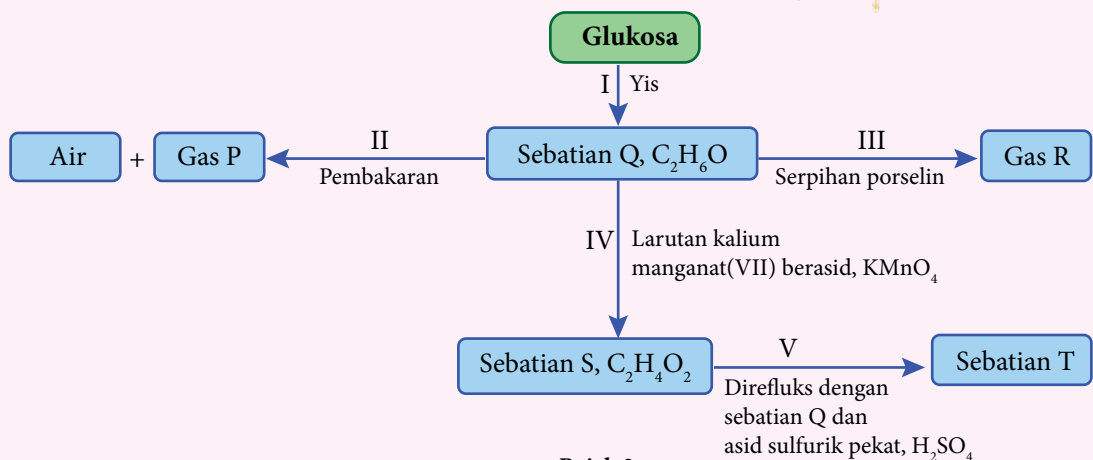 Glukosa
I Yis
Air + Gas P
II
Pembakaran
Sebatian Q, C₂H₆O
III
Serpihan porselin
Gas R
IV Larutan kalium
manganat(VII) berasid, KMnO₄
Sebatian S, C₂H₄O₂
V
Direfluks dengan
sebatian Q dan
asid sulfurik pekat, H₂SO₄
Sebatian T